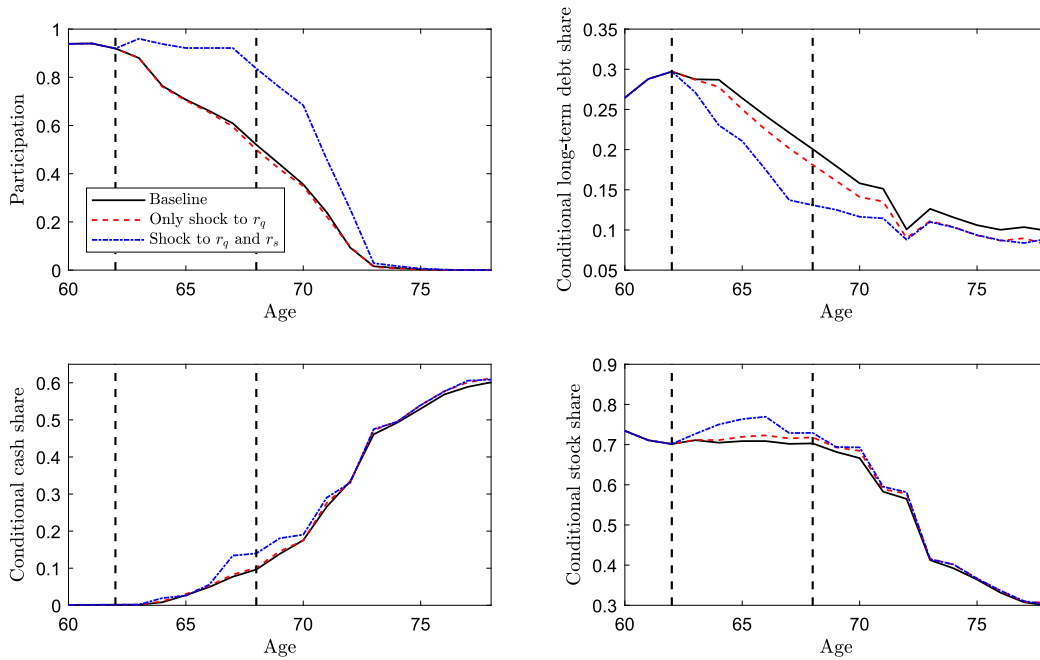 Participation
1
0.8
0.6
0.4
0.2
0
Baseline
Only shock to r_q
Shock to r_q and r_s
60 65 70 75
Age
Conditional long-term debt share
0.35
0.3
0.25
0.2
0.15
0.1
0.05
60 65 70 75
Age
Conditional cash share
0.6
0.5
0.4
0.3
0.2
0.1
0
60 65 70 75
Age
Conditional stock share
0.9
0.8
0.7
0.6
0.5
0.4
0.3
60 65 70 75
Age